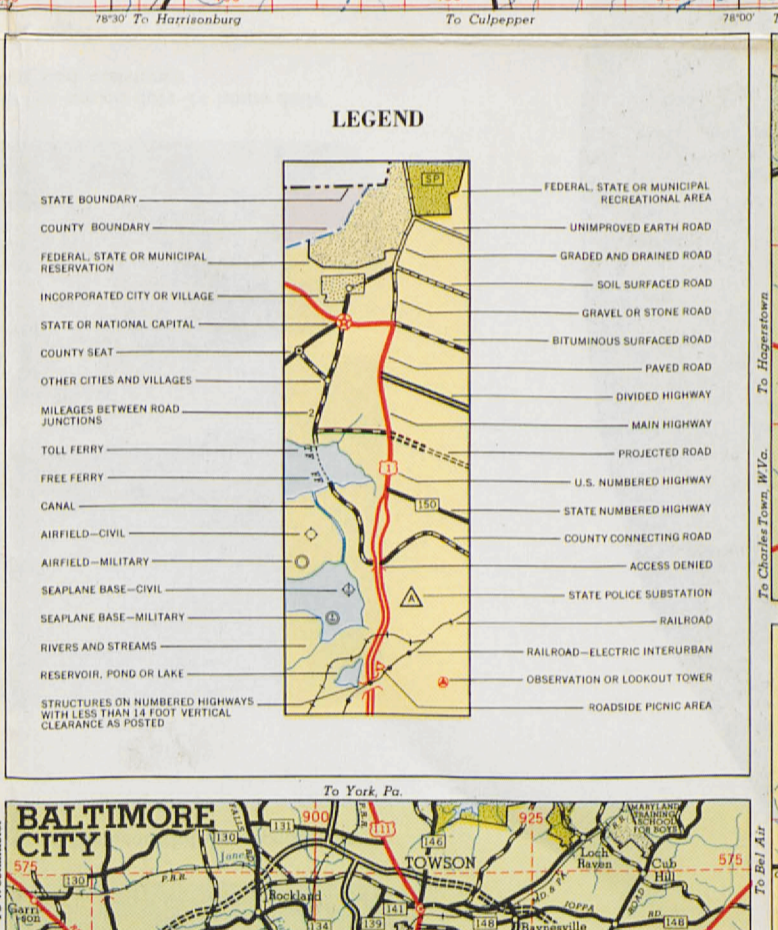 78°30' To Harrisonburg To Culpepper 78°00'
LEGEND
STATE BOUNDARY
COUNTY BOUNDARY
FEDERAL, STATE OR MUNICIPAL
RESERVATION
INCORPORATED CITY OR VILLAGE
STATE OR NATIONAL CAPITAL
COUNTY SEAT
OTHER CITIES AND VILLAGES
MILEAGES BETWEEN ROAD
JUNCTIONS
TOLL FERRY
FREE FERRY
CANAL
AIRFIELD—CIVIL
AIRFIELD—MILITARY
SEAPLANE BASE—CIVIL
SEAPLANE BASE—MILITARY
RIVERS AND STREAMS
RESERVOIR, POND OR LAKE
STRUCTURES ON NUMBERED HIGHWAYS
WITH LESS THAN 14 FOOT VERTICAL
CLEARANCE AS POSTED
SP
2
1
150
A
FEDERAL, STATE OR MUNICIPAL
RECREATIONAL AREA
UNIMPROVED EARTH ROAD
GRADED AND DRAINED ROAD
SOIL SURFACED ROAD
GRAVEL OR STONE ROAD
BITUMINOUS SURFACED ROAD
PAVED ROAD
DIVIDED HIGHWAY
MAIN HIGHWAY
PROJECTED ROAD
U.S. NUMBERED HIGHWAY
STATE NUMBERED HIGHWAY
COUNTY CONNECTING ROAD
ACCESS DENIED
STATE POLICE SUBSTATION
RAILROAD
RAILROAD—ELECTRIC INTERURBAN
OBSERVATION OR LOOKOUT TOWER
ROADSIDE PICNIC AREA
To Hagerstown
To Charles Town, W.Va.
To Bel Air
To York, Pa.
BALTIMORE
CITY
FALLS
RD
130
131
900
P.R.R.
111
146
925
R.R.
MARYLAND
TRAINING
SCHOOL
FOR BOYS
575
Jones
TOWSON
Loch
Raven
Cub
Hill
575
130
P.R.R.
Rockland
Garri-
son
134
139
141
148
JOPPA
RD
ROAD
148
Baynesville